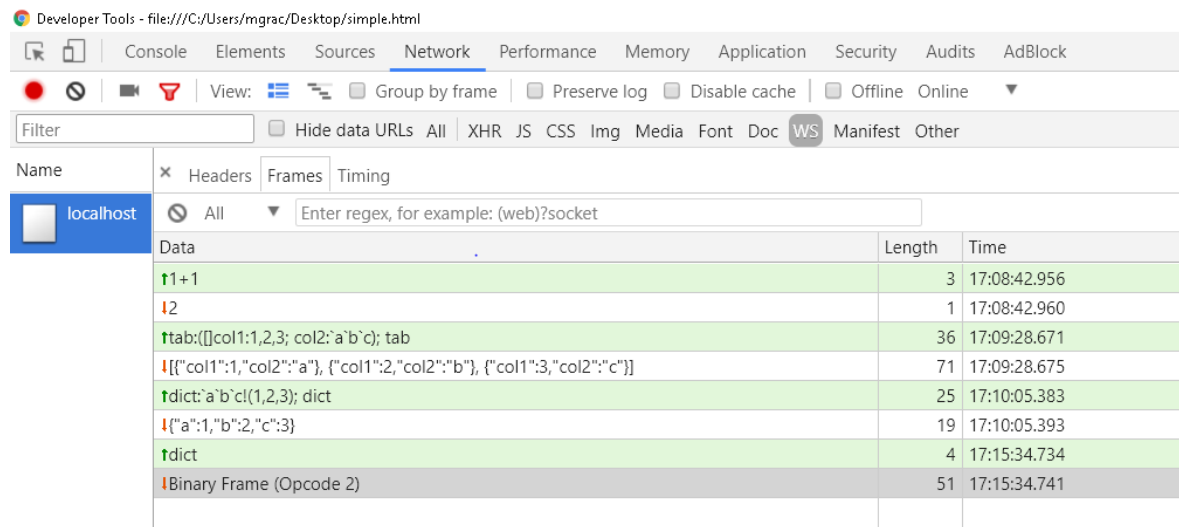 Developer Tools - file:///C:/Users/mgrac/Desktop/simple.html
Console Elements Sources Network Performance Memory Application Security Audits AdBlock
View: Group by frame Preserve log Disable cache Offline Online ▼
Filter Hide data URLs All XHR JS CSS Img Media Font Doc WS Manifest Other
Name × Headers Frames Timing
localhost All ▼ Enter regex, for example: (web)?socket
Data Length Time
↑1+1 3 17:08:42.956
↓2 1 17:08:42.960
↑tab:([]col1:1,2,3; col2:`a`b`c); tab 36 17:09:28.671
↓[{"col1":1,"col2":"a"}, {"col1":2,"col2":"b"}, {"col1":3,"col2":"c"}] 71 17:09:28.675
↑dict:`a`b`c!(1,2,3); dict 25 17:10:05.383
↓{"a":1,"b":2,"c":3} 19 17:10:05.393
↑dict 4 17:15:34.734
↓Binary Frame (Opcode 2) 51 17:15:34.741